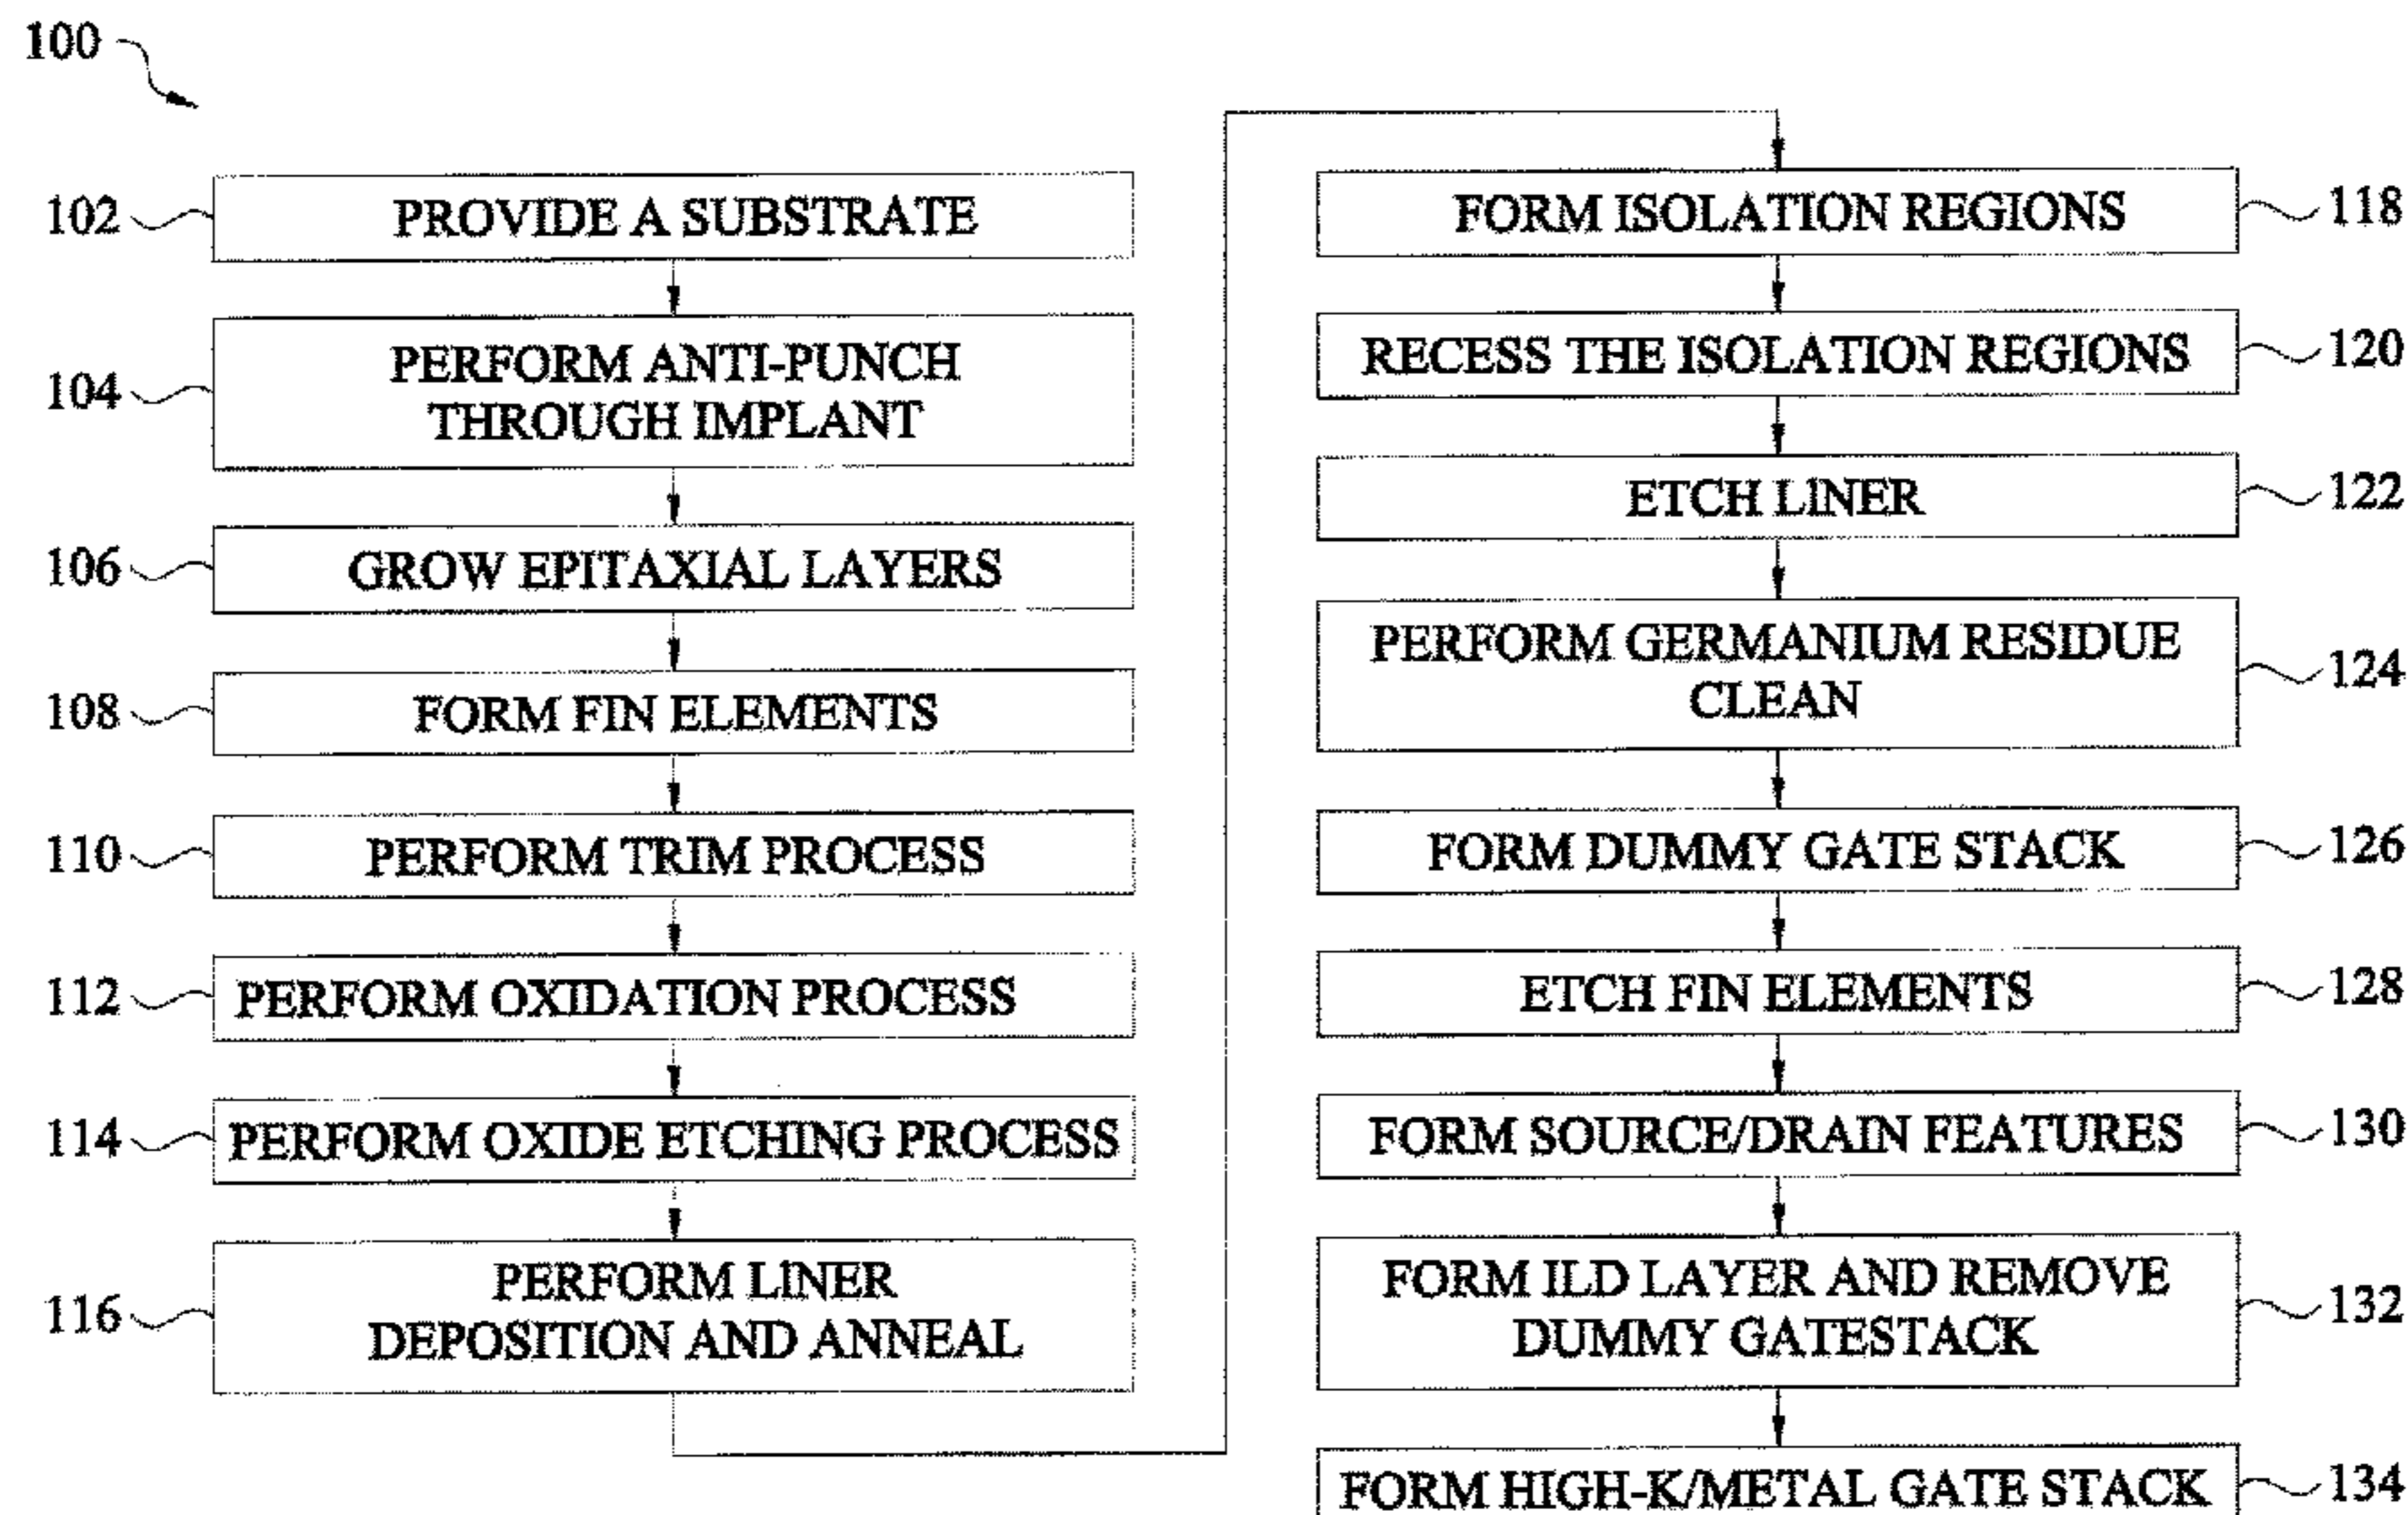 100
102
PROVIDE A SUBSTRATE
104
PERFORM ANTI-PUNCH
THROUGH IMPLANT
106
GROW EPITAXIAL LAYERS
108
FORM FIN ELEMENTS
110
PERFORM TRIM PROCESS
112
PERFORM OXIDATION PROCESS
114
PERFORM OXIDE ETCHING PROCESS
116
PERFORM LINER
DEPOSITION AND ANNEAL
FORM ISOLATION REGIONS
118
RECESS THE ISOLATION REGIONS
120
ETCH LINER
122
PERFORM GERMANIUM RESIDUE
CLEAN
124
FORM DUMMY GATE STACK
126
ETCH FIN ELEMENTS
128
FORM SOURCE/DRAIN FEATURES
130
FORM ILD LAYER AND REMOVE
DUMMY GATESTACK
132
FORM HIGH-K/METAL GATE STACK
134